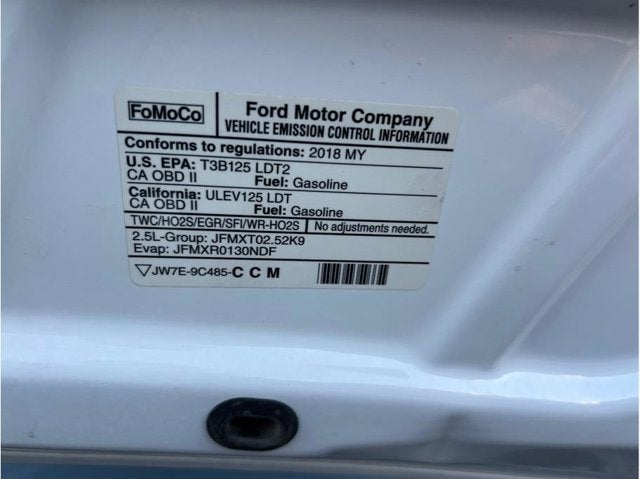 FoMoCo
Ford Motor Company
VEHICLE EMISSION CONTROL INFORMATION
Conforms to regulations: 2018 MY
U.S. EPA: T3B125 LDT2
CA OBD II Fuel: Gasoline
California: ULEV125 LDT
CA OBD II Fuel: Gasoline
TWC/HO2S/EGR/SFI/WR-HO2S No adjustments needed.
2.5L-Group: JFMXT02.52K9
Evap: JFMXR0130NDF
JW7E-9C485-C C M